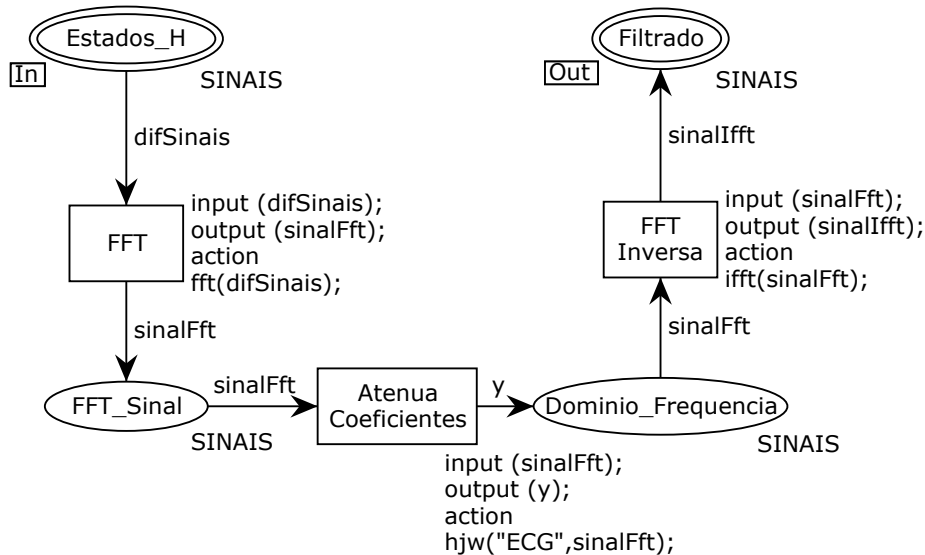 Estados_H
In
SINAIS
difSinais
FFT
input (difSinais);
output (sinalFft);
action
fft(difSinais);
sinalFft
FFT_Sinal
SINAIS
sinalFft
Atenua
Coeficientes
input (sinalFft);
output (y);
action
hjw("ECG",sinalFft);
y
Dominio_Frequencia
SINAIS
sinalFft
FFT
Inversa
input (sinalFft);
output (sinalIfft);
action
ifft(sinalFft);
sinalIfft
Filtrado
Out
SINAIS